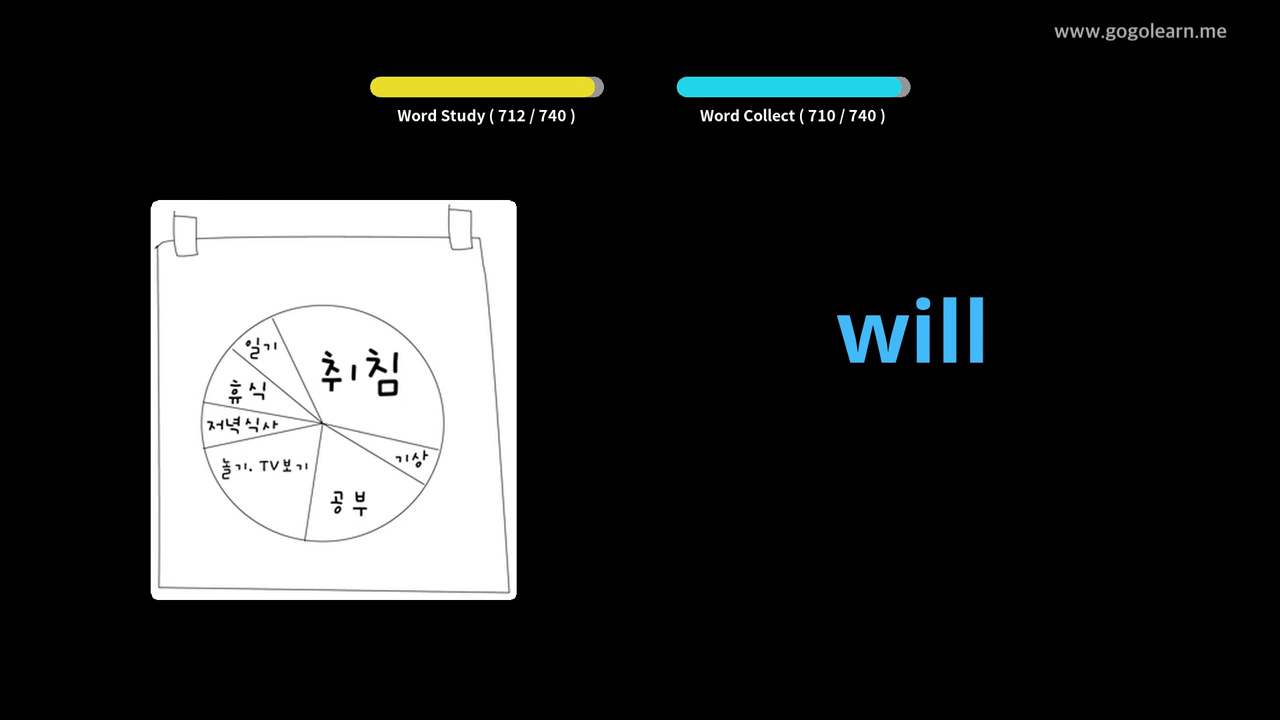 www.gogolearn.me
Word Study ( 712 / 740 )
Word Collect ( 710 / 740 )
일기
취침
휴식
저녁식사
놀기. TV보기
기상
공부
will